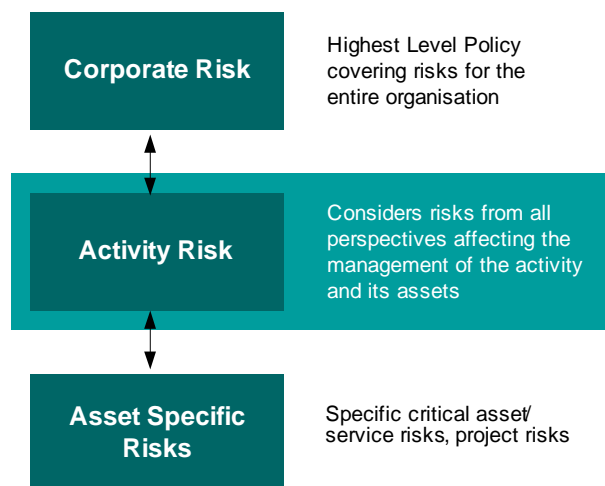 Corporate Risk
Highest Level Policy
covering risks for the
entire organisation
Activity Risk
Considers risks from all
perspectives affecting the
management of the activity
and its assets
Asset Specific
Risks
Specific critical asset/
service risks, project risks